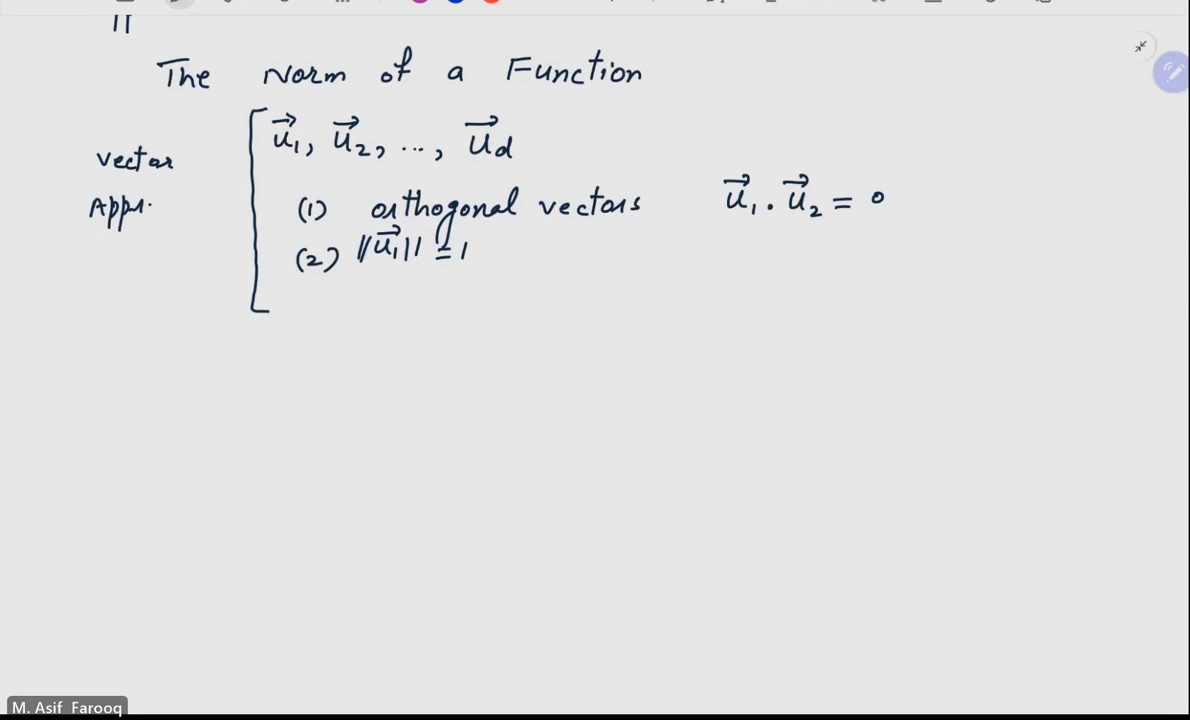 The Norm of a Function
vector
Appr.
u⃗₁, u⃗₂, ..., u⃗d
(1) orthogonal vectors u⃗₁ . u⃗₂ = 0
(2) ||u⃗₁|| = 1
M. Asif Farooq